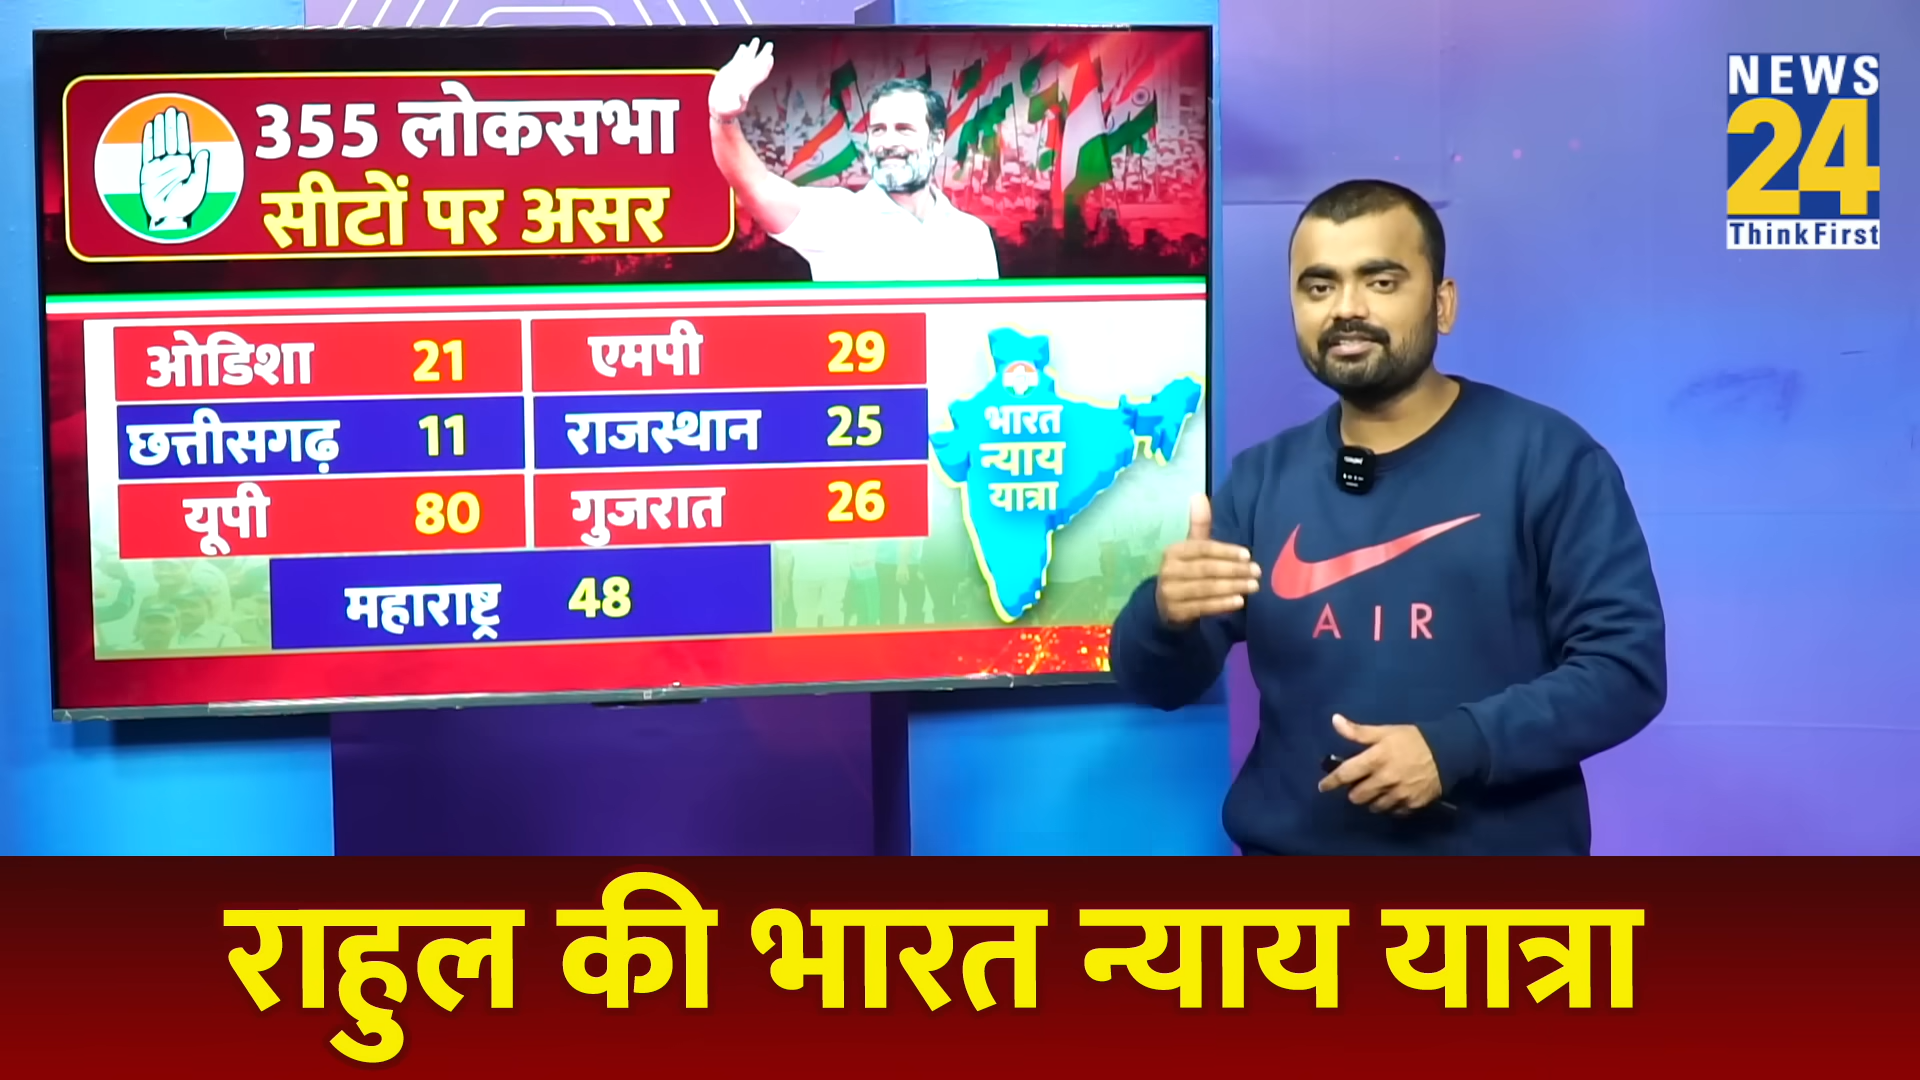 355 लोकसभा
सीटों पर असर
ओडिशा 21
एमपी 29
छत्तीसगढ़ 11
राजस्थान 25
यूपी 80
गुजरात 26
महाराष्ट्र 48
भारत
न्याय
यात्रा
NEWS
24
ThinkFirst
AIR
राहुल की भारत न्याय यात्रा